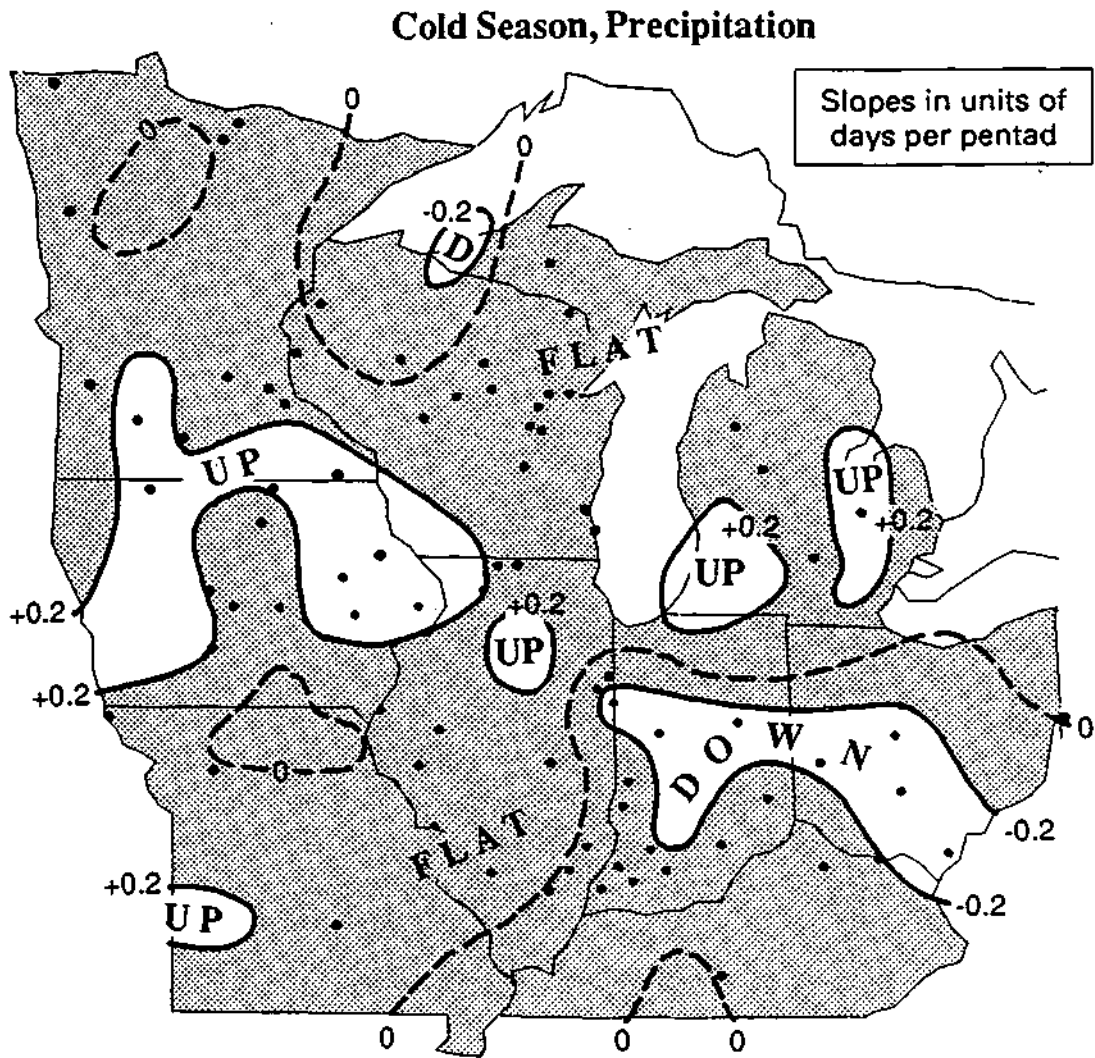 Cold Season, Precipitation
Slopes in units of
days per pentad
0
0
0
-0.2
D
FLAT
UP
UP
+0.2
+0.2
UP
+0.2
+0.2
UP
+0.2
0
DOWN
0
FLAT
-0.2
+0.2
UP
-0.2
0
0
0